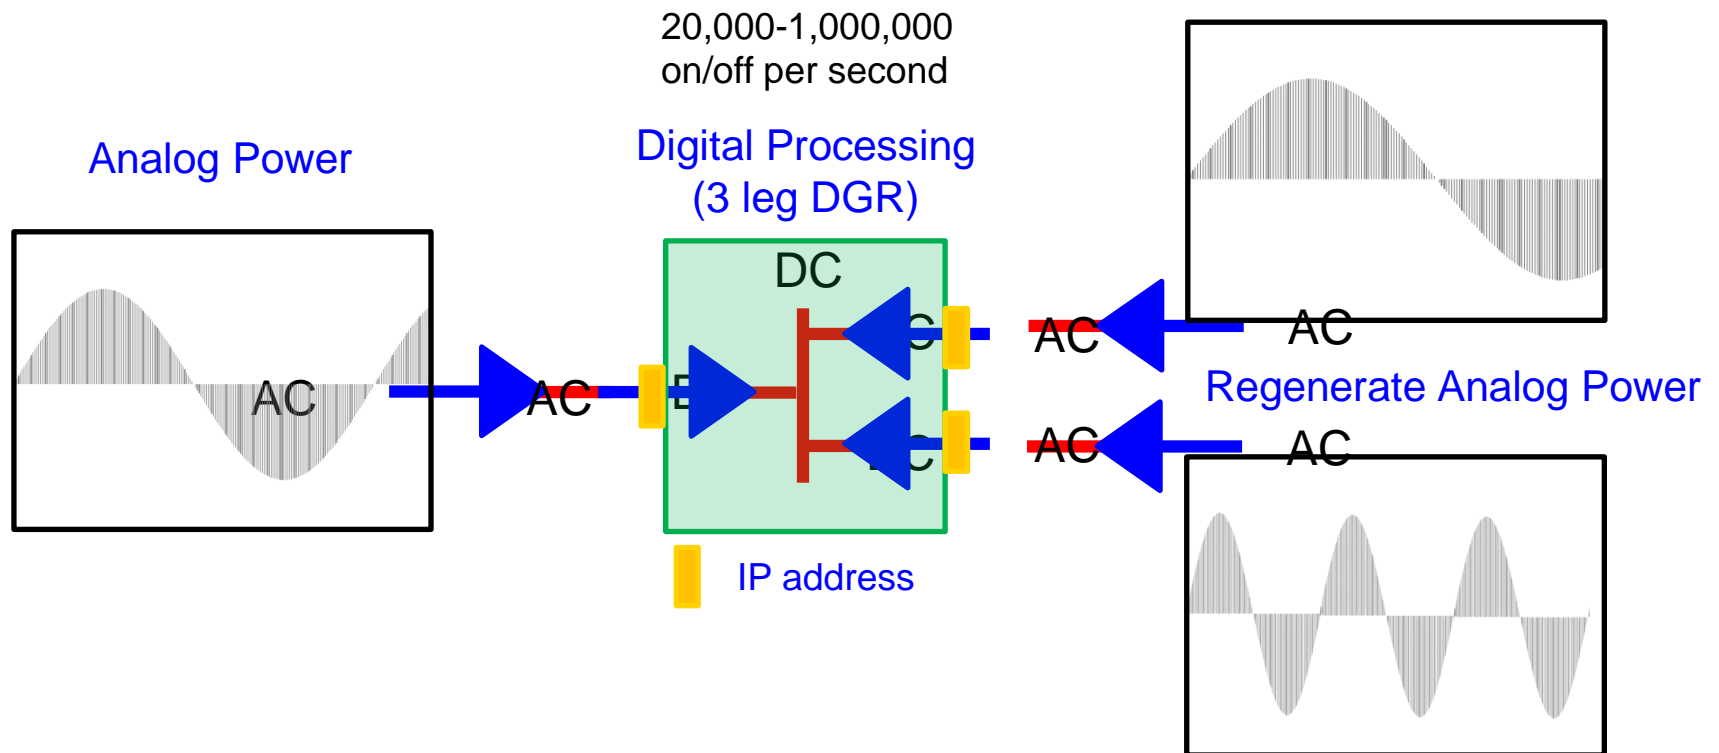 20,000-1,000,000
on/off per second
Analog Power
Digital Processing
(3 leg DGR)
DC
AC
AC
AC
AC
Regenerate Analog Power
AC
AC
IP address